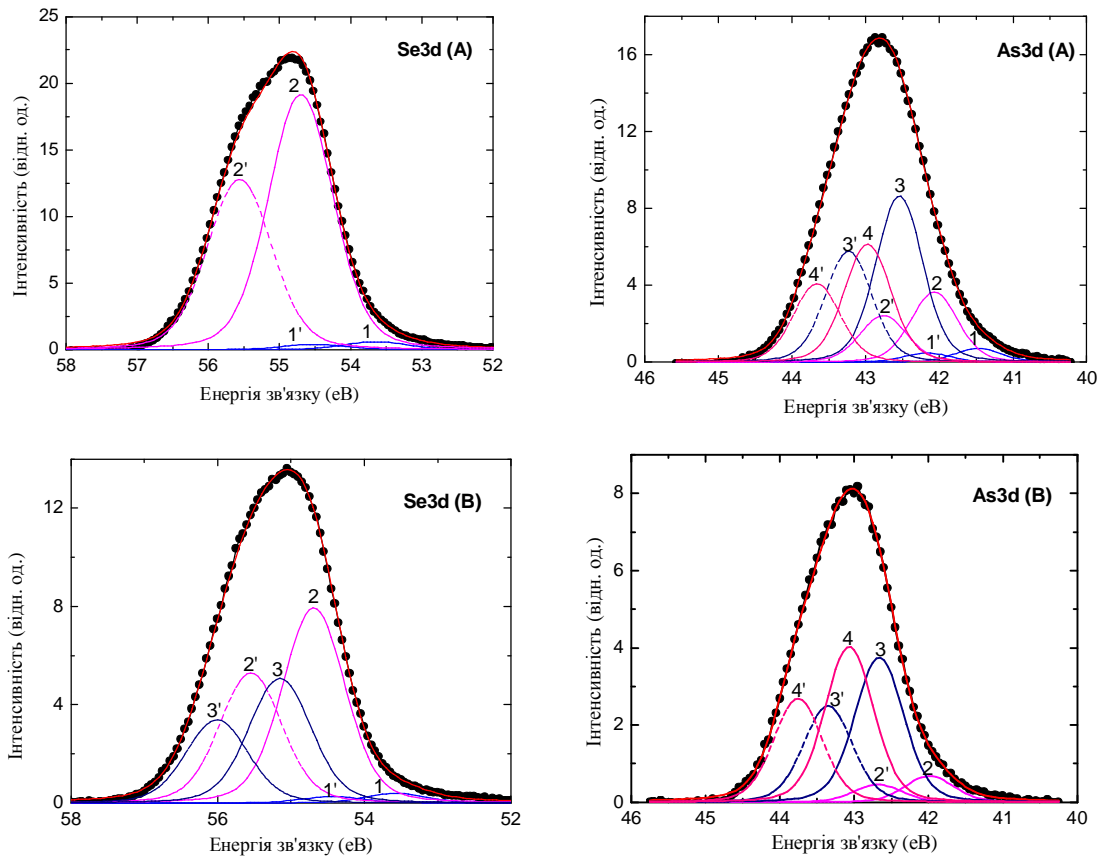 Se3d (A)
Інтенсивність (відн. од.)
25
20
15
10
5
0
2
2'
1'
1
58 57 56 55 54 53 52
Енергія зв'язку (еВ)
As3d (A)
Інтенсивність (відн. од.)
16
12
8
4
0
3
4
3'
4'
2
2'
1
1'
46 45 44 43 42 41 40
Енергія зв'язку (еВ)
Se3d (B)
Інтенсивність (відн. од.)
12
8
4
0
2
2'
3
3'
1'
1
58 56 54 52
Енергія зв'язку (еВ)
As3d (B)
Інтенсивність (відн. од.)
8
6
4
2
0
4
3
4'
3'
2'
2
46 45 44 43 42 41 40
Енергія зв'язку (еВ)